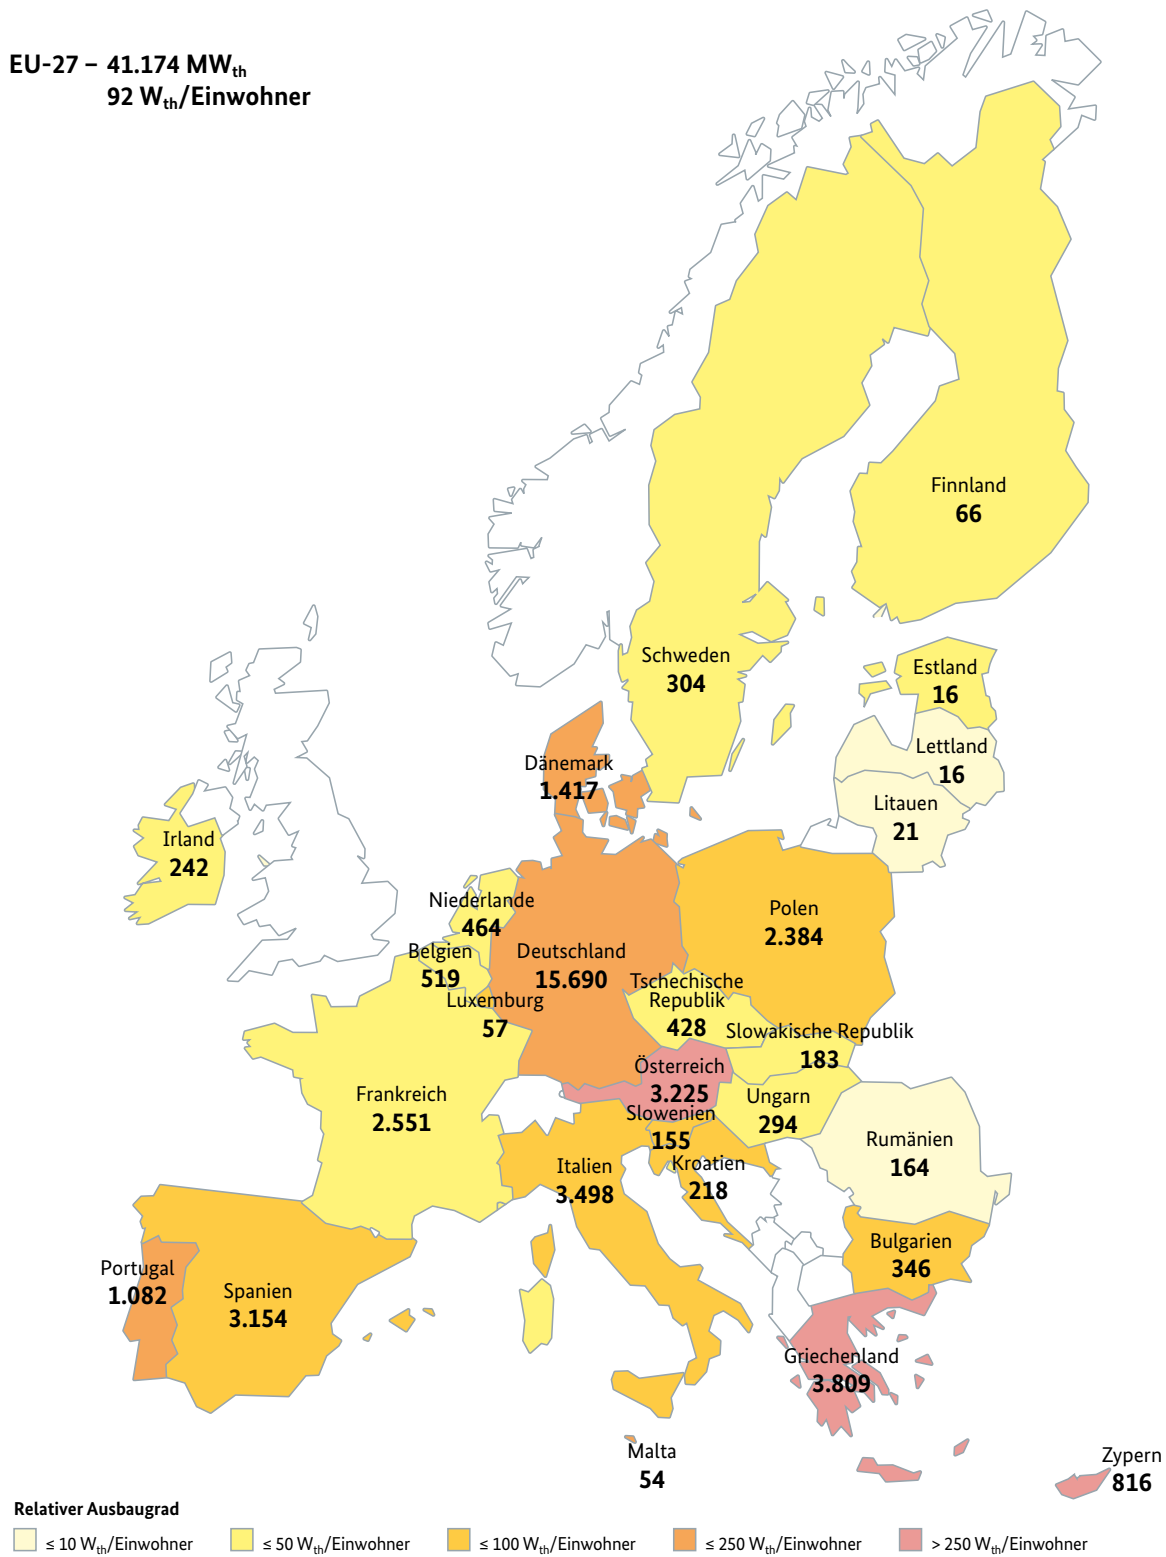 EU-27 – 41.174 MWth
92 Wth/Einwohner
Finnland
66
Schweden
304
Estland
16
Lettland
16
Litauen
21
Dänemark
1.417
Irland
242
Niederlande
464
Belgien
519
Luxemburg
57
Deutschland
15.690
Polen
2.384
Tschechische
Republik
428
Slowakische Republik
183
Österreich
3.225
Ungarn
294
Frankreich
2.551
Slowenien
155
Kroatien
218
Italien
3.498
Rumänien
164
Bulgarien
346
Portugal
1.082
Spanien
3.154
Griechenland
3.809
Malta
54
Zypern
816
Relativer Ausbaugrad
≤ 10 Wth/Einwohner
≤ 50 Wth/Einwohner
≤ 100 Wth/Einwohner
≤ 250 Wth/Einwohner
> 250 Wth/Einwohner